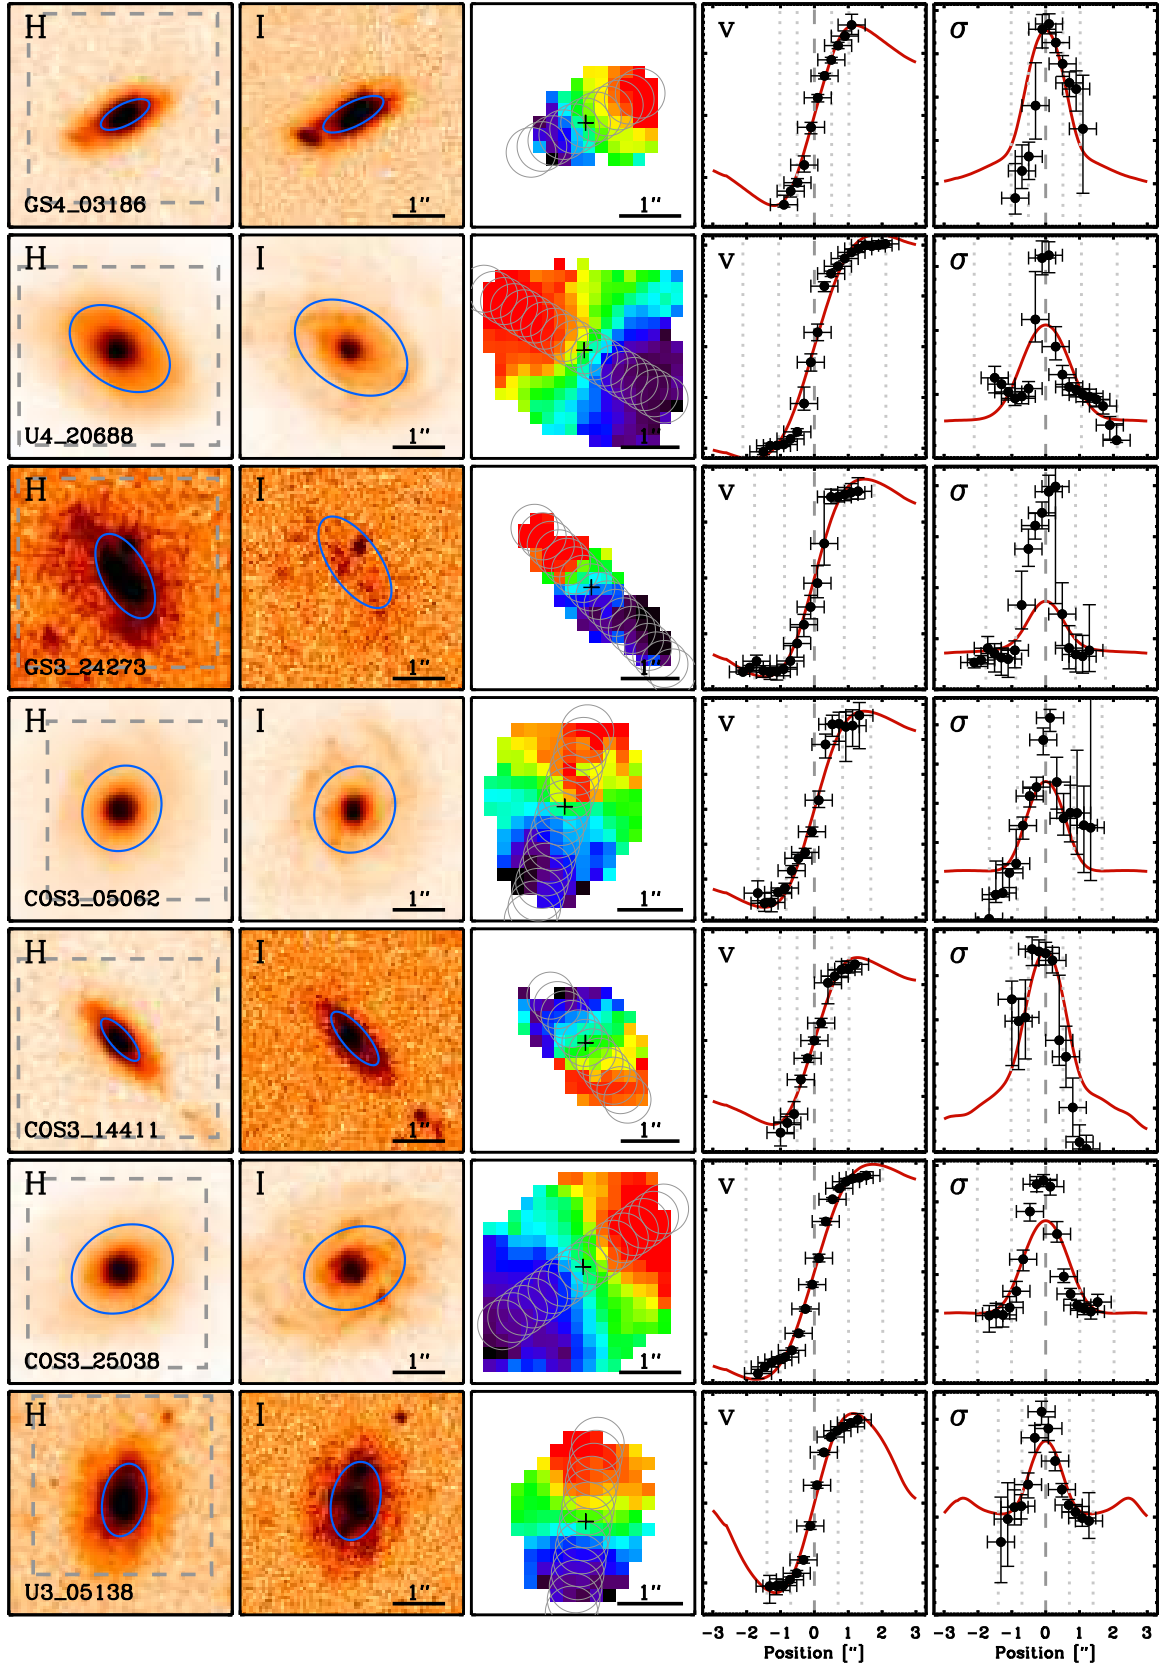 H
I
v
σ
GS4_03186
1″
1″
H
I
v
σ
U4_20688
1″
1″
H
I
v
σ
GS3_24273
1″
1″
H
I
v
σ
COS3_05062
1″
1″
H
I
v
σ
COS3_14411
1″
1″
H
I
v
σ
COS3_25038
1″
1″
H
I
v
σ
U3_05138
1″
1″
-3 -2 -1 0 1 2 3
-3 -2 -1 0 1 2 3
Position [″]
Position [″]